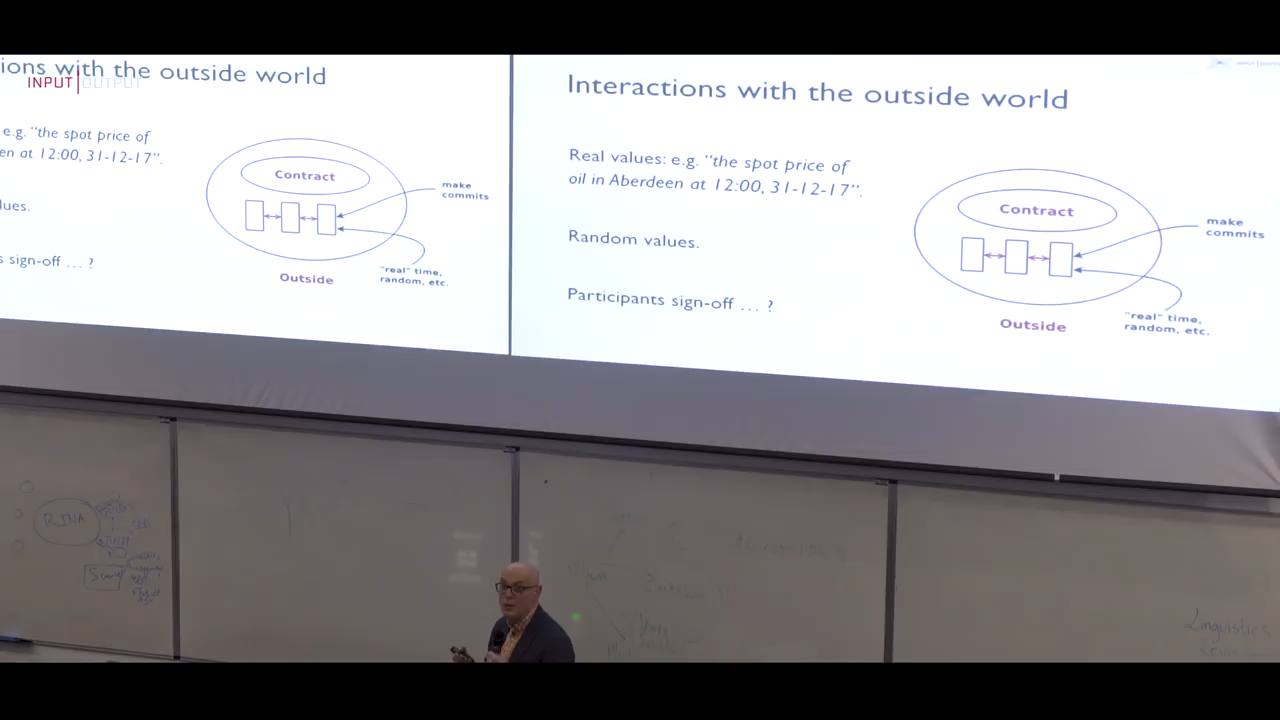 ions with the outside world
INPUT OUTPUT
e.g. "the spot price of
en at 12:00, 31-12-17".
lues.
s sign-off … ?
Contract
make
commits
Outside
"real" time,
random, etc.
Interactions with the outside world
Real values: e.g. "the spot price of
oil in Aberdeen at 12:00, 31-12-17".
Random values.
Participants sign-off … ?
Contract
make
commits
Outside
"real" time,
random, etc.
Linguistics